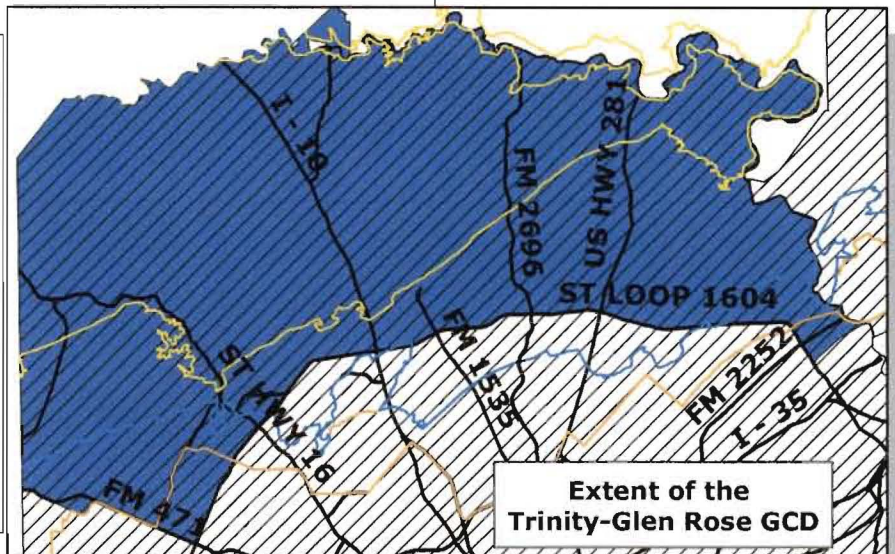 I - 10
FM 2696
US HWY 281
ST LOOP 1604
FM 1535
FM 2252
I - 35
ST HWY 16
FM 471
Extent of the
Trinity-Glen Rose GCD